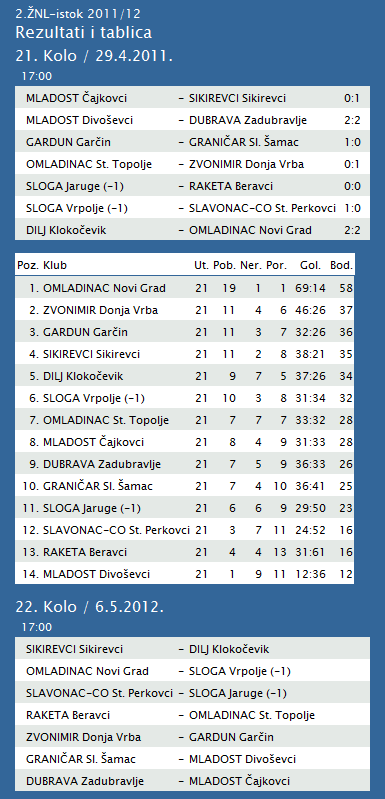 2.ŽNL-istok 2011/12
Rezultati i tablica
21. Kolo / 29.4.2011.
17:00
MLADOST Čajkovci - SIKIREVCI Sikirevci 0:1
MLADOST Divoševci - DUBRAVA Zadubravlje 2:2
GARDUN Garčin - GRANIČAR Sl. Šamac 1:0
OMLADINAC St. Topolje - ZVONIMIR Donja Vrba 0:1
SLOGA Jaruge (-1) - RAKETA Beravci 0:0
SLOGA Vrpolje (-1) - SLAVONAC-CO St. Perkovci 1:0
DILJ Klokočevik - OMLADINAC Novi Grad 2:2
Poz. Klub Ut. Pob. Ner. Por. Gol. Bod.
1. OMLADINAC Novi Grad 21 19 1 1 69:14 58
2. ZVONIMIR Donja Vrba 21 11 4 6 46:26 37
3. GARDUN Garčin 21 11 3 7 32:26 36
4. SIKIREVCI Sikirevci 21 11 2 8 38:21 35
5. DILJ Klokočevik 21 9 7 5 37:26 34
6. SLOGA Vrpolje (-1) 21 10 3 8 31:34 32
7. OMLADINAC St. Topolje 21 7 7 7 33:32 28
8. MLADOST Čajkovci 21 8 4 9 31:33 28
9. DUBRAVA Zadubravlje 21 7 5 9 36:33 26
10. GRANIČAR Sl. Šamac 21 7 4 10 36:41 25
11. SLOGA Jaruge (-1) 21 6 6 9 29:50 23
12. SLAVONAC-CO St. Perkovci 21 3 7 11 24:52 16
13. RAKETA Beravci 21 4 4 13 31:61 16
14. MLADOST Divoševci 21 1 9 11 12:36 12
22. Kolo / 6.5.2012.
17:00
SIKIREVCI Sikirevci - DILJ Klokočevik
OMLADINAC Novi Grad - SLOGA Vrpolje (-1)
SLAVONAC-CO St. Perkovci - SLOGA Jaruge (-1)
RAKETA Beravci - OMLADINAC St. Topolje
ZVONIMIR Donja Vrba - GARDUN Garčin
GRANIČAR Sl. Šamac - MLADOST Divoševci
DUBRAVA Zadubravlje - MLADOST Čajkovci